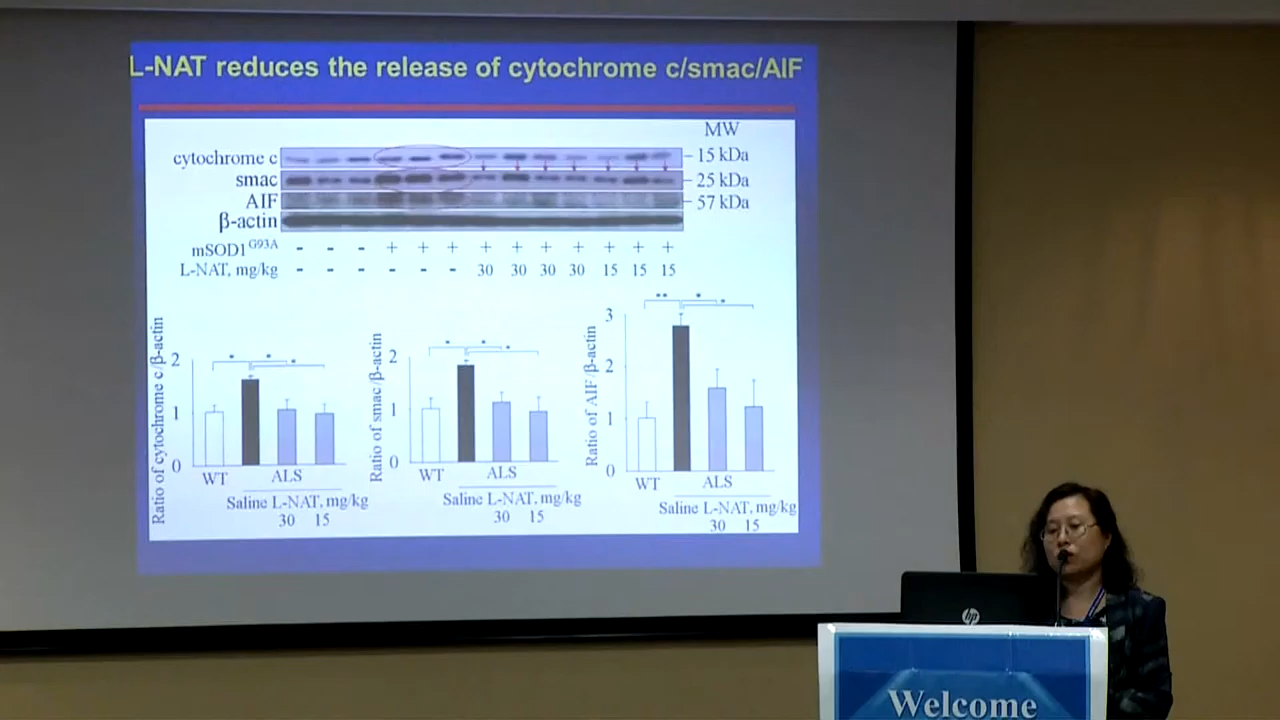 L-NAT reduces the release of cytochrome c/smac/AIF
MW
cytochrome c
15 kDa
smac
25 kDa
AIF
57 kDa
β-actin
mSOD1 G93A - - - + + + + + + + + + +
L-NAT, mg/kg - - - - - - 30 30 30 30 15 15 15
Ratio of cytochrome c/β-actin
2
1
0
* * *
WT
ALS
Saline L-NAT, mg/kg
30 15
Ratio of smac/β-actin
2
1
0
* * *
WT
ALS
Saline L-NAT, mg/kg
30 15
Ratio of AIF/β-actin
3
2
1
0
** * *
WT
ALS
Saline L-NAT, mg/kg
30 15
hp
Welcome